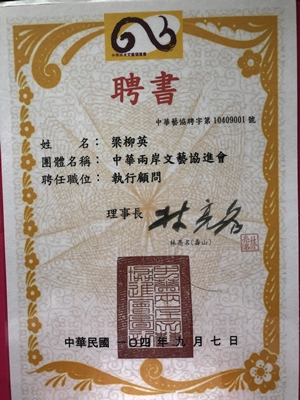 聘書
中華藝協聘字第10409001號
姓名：梁柳英
團體名稱：中華兩岸文藝協進會
聘任職位：執行顧問
理事長
中華民國一〇四年九月七日